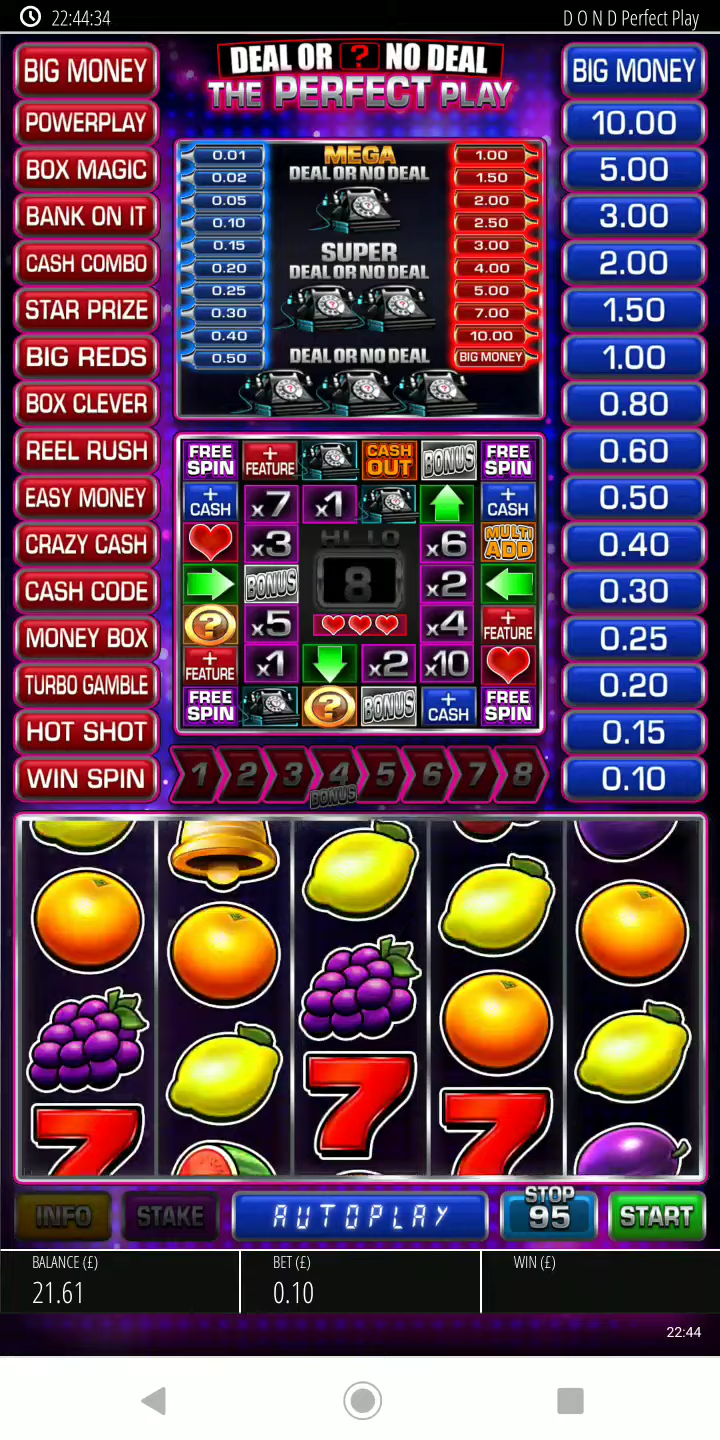 22:44:34
D O N D Perfect Play
DEAL OR ? NO DEAL
THE PERFECT PLAY
BIG MONEY
POWERPLAY
BOX MAGIC
BANK ON IT
CASH COMBO
STAR PRIZE
BIG REDS
BOX CLEVER
REEL RUSH
EASY MONEY
CRAZY CASH
CASH CODE
MONEY BOX
TURBO GAMBLE
HOT SHOT
WIN SPIN
0.01
0.02
0.05
0.10
0.15
0.20
0.25
0.30
0.40
0.50
MEGA
DEAL OR NO DEAL
SUPER
DEAL OR NO DEAL
DEAL OR NO DEAL
1.00
1.50
2.00
2.50
3.00
4.00
5.00
7.00
10.00
BIG MONEY
BIG MONEY
10.00
5.00
3.00
2.00
1.50
1.00
0.80
0.60
0.50
0.40
0.30
0.25
0.20
0.15
0.10
FREE SPIN
+ FEATURE
CASH OUT
BONUS
FREE SPIN
+ CASH
x7
x1
+ CASH
x3
HI LO
x6
MULTI ADD
BONUS
8
x2
?
x5
x4
+ FEATURE
+ FEATURE
x1
x2
x10
FREE SPIN
?
BONUS
+ CASH
FREE SPIN
1 2 3 4 5 6 7 8
BONUS
7
7
7
INFO
STAKE
AUTOPLAY
STOP
95
START
BALANCE (£)
21.61
BET (£)
0.10
WIN (£)
22:44